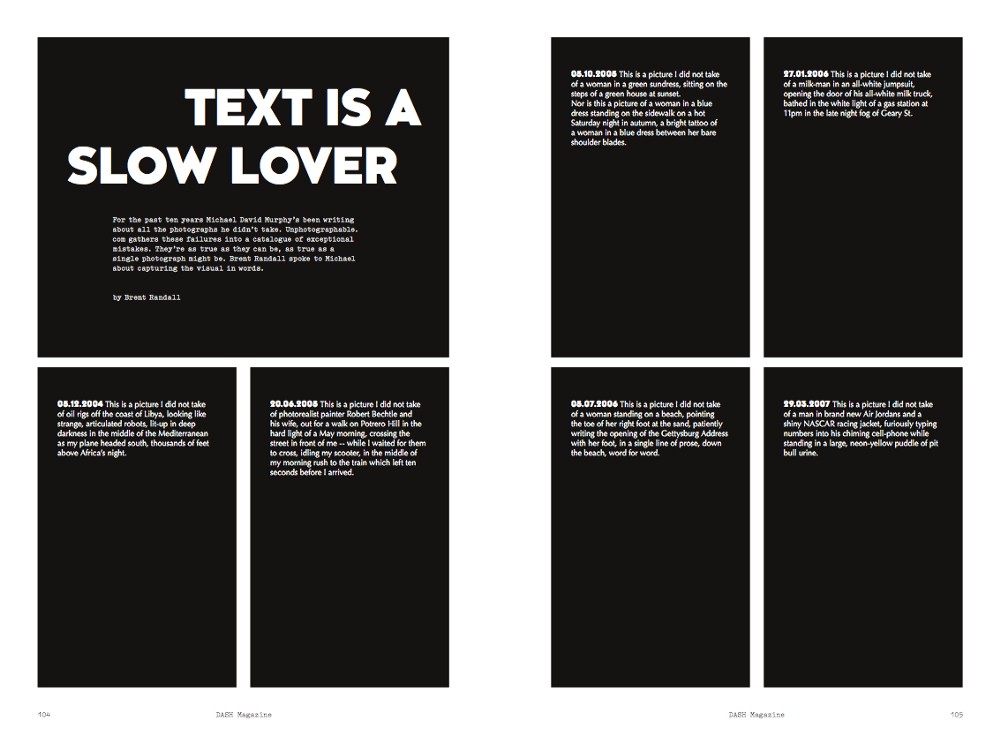 TEXT IS A
SLOW LOVER
For the past ten years Michael David Murphy's been writing
about all the photographs he didn't take. Unphotographable.
com gathers these failures into a catalogue of exceptional
mistakes. They're as true as they can be, as true as a
single photograph might be. Brent Randall spoke to Michael
about capturing the visual in words.
by Brent Randall
05.12.2004 This is a picture I did not take
of oil rigs off the coast of Libya, looking like
strange, articulated robots, lit-up in deep
darkness in the middle of the Mediterranean
as my plane headed south, thousands of feet
above Africa's night.
20.06.2005 This is a picture I did not take
of photorealist painter Robert Bechtle and
his wife, out for a walk on Potrero Hill in the
hard light of a May morning, crossing the
street in front of me -- while I waited for them
to cross, idling my scooter, in the middle of
my morning rush to the train which left ten
seconds before I arrived.
104
DASH Magazine
05.10.2005 This is a picture I did not take
of a woman in a green sundress, sitting on the
steps of a green house at sunset.
Nor is this a picture of a woman in a blue
dress standing on the sidewalk on a hot
Saturday night in autumn, a bright tattoo of
a woman in a blue dress between her bare
shoulder blades.
27.01.2006 This is a picture I did not take
of a milk-man in an all-white jumpsuit,
opening the door of his all-white milk truck,
bathed in the white light of a gas station at
11pm in the late night fog of Geary St.
05.07.2006 This is a picture I did not take
of a woman standing on a beach, pointing
the toe of her right foot at the sand, patiently
writing the opening of the Gettysburg Address
with her foot, in a single line of prose, down
the beach, word for word.
29.03.2007 This is a picture I did not take
of a man in brand new Air Jordans and a
shiny NASCAR racing jacket, furiously typing
numbers into his chiming cell-phone while
standing in a large, neon-yellow puddle of pit
bull urine.
DASH Magazine
105